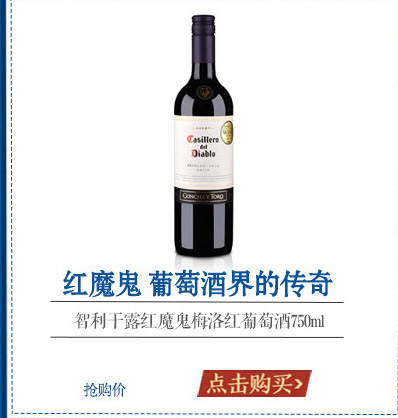 Casillero
del
Diablo
CONCHA Y TORO
红魔鬼 葡萄酒界的传奇
智利干露红魔鬼梅洛红葡萄酒750ml
抢购价
点击购买>